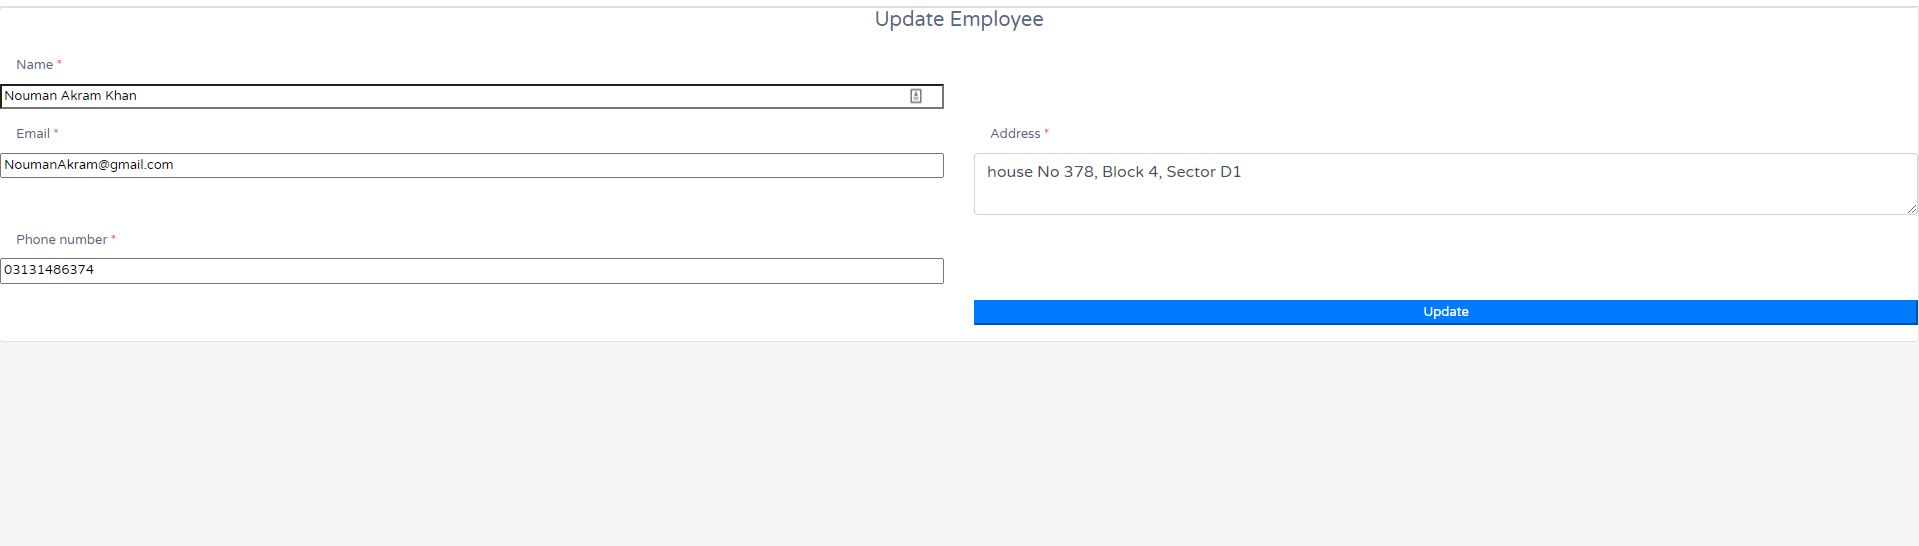 Update Employee
Name *
Nouman Akram Khan
Email *
Address *
NoumanAkram@gmail.com
house No 378, Block 4, Sector D1
Phone number *
03131486374
Update